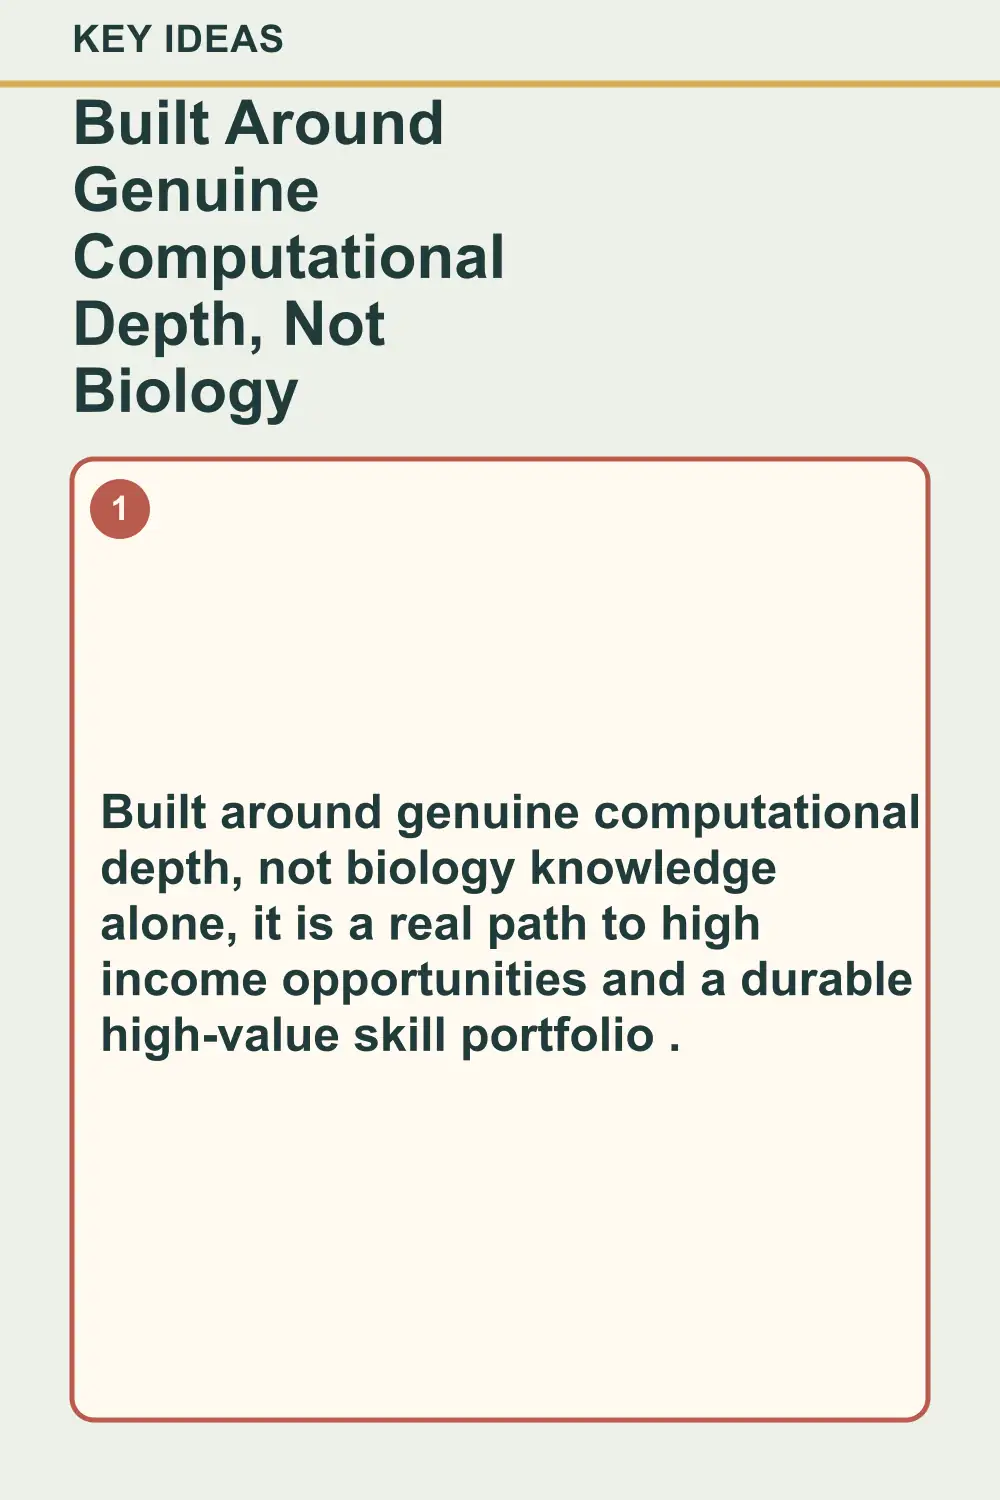 KEY IDEAS
Built Around
Genuine
Computational
Depth, Not
Biology
1
Built around genuine computational
depth, not biology knowledge
alone, it is a real path to high
income opportunities and a durable
high-value skill portfolio .